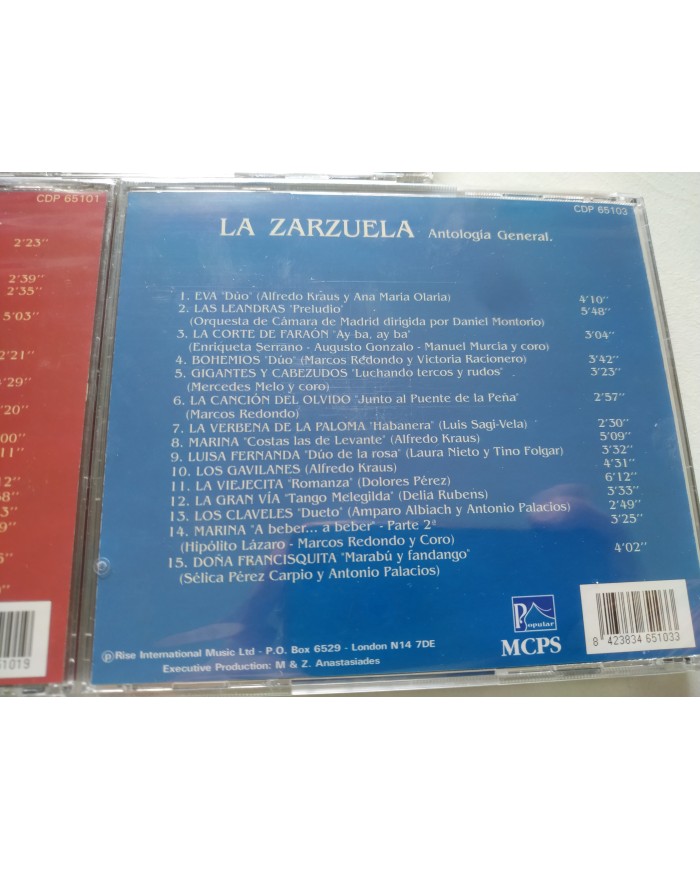 CDP 65101
2'23"
2'39"
2'35"
5'03"
2'21"
4'29"
'20"
'00"
'11"
'12"
'58"
'3"
'9"
51019
CDP 65103
LA ZARZUELA Antología General.
1. EVA "Dúo" (Alfredo Kraus y Ana Maria Olaria) 4'10"
2. LAS LEANDRAS "Preludio" 5'48"
(Orquesta de Cámara de Madrid dirigida por Daniel Montorio)
3. LA CORTE DE FARAÓN "Ay ba, ay ba" 3'04"
(Enriqueta Serrano - Augusto Gonzalo - Manuel Murcia y coro)
4. BOHEMIOS "Dúo" (Marcos Redondo y Victoria Racionero) 3'42"
5. GIGANTES Y CABEZUDOS "Luchando tercos y rudos" 3'23"
(Mercedes Melo y coro)
6. LA CANCIÓN DEL OLVIDO "Junto al Puente de la Peña" 2'57"
(Marcos Redondo)
7. LA VERBENA DE LA PALOMA "Habanera" (Luis Sagi-Vela) 2'30"
8. MARINA "Costas las de Levante" (Alfredo Kraus) 5'09"
9. LUISA FERNANDA "Dúo de la rosa" (Laura Nieto y Tino Folgar) 3'32"
10. LOS GAVILANES (Alfredo Kraus) 4'31"
11. LA VIEJECITA "Romanza" (Dolores Pérez) 6'12"
12. LA GRAN VÍA "Tango Melegilda" (Delia Rubens) 3'33"
13. LOS CLAVELES "Dueto" (Amparo Albiach y Antonio Palacios) 2'49"
14. MARINA "A beber... a beber" - Parte 2ª 3'25"
(Hipólito Lázaro - Marcos Redondo y Coro)
15. DOÑA FRANCISQUITA "Marabú y fandango" 4'02"
(Sélica Pérez Carpio y Antonio Palacios)
Popular
MCPS
℗ Rise International Music Ltd - P.O. Box 6529 - London N14 7DE
Executive Production: M & Z. Anastasiades
8 423834 651033